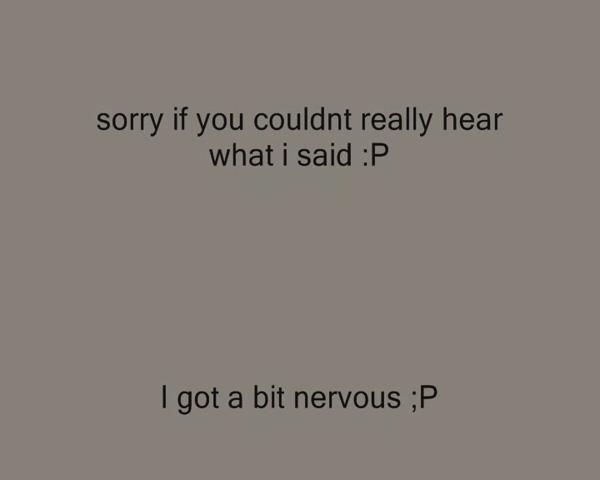 sorry if you couldnt really hear
what i said :P
I got a bit nervous ;P